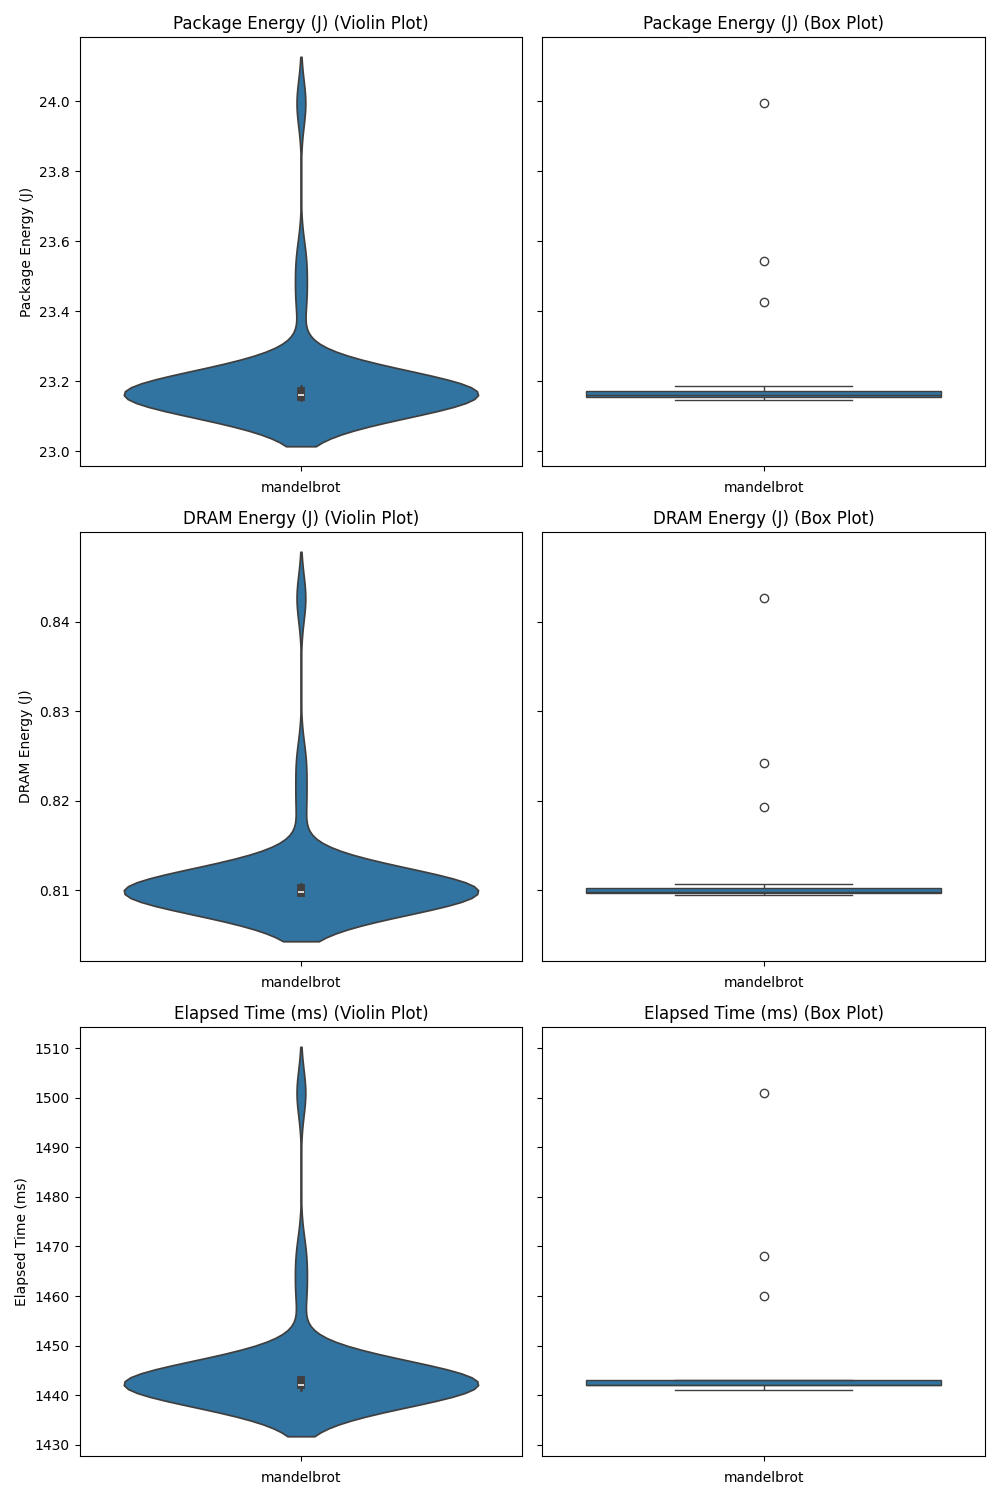 Package Energy (J) (Violin Plot)
Package Energy (J) (Box Plot)
Package Energy (J)
24.0
23.8
23.6
23.4
23.2
23.0
mandelbrot
mandelbrot
DRAM Energy (J) (Violin Plot)
DRAM Energy (J) (Box Plot)
DRAM Energy (J)
0.84
0.83
0.82
0.81
mandelbrot
mandelbrot
Elapsed Time (ms) (Violin Plot)
Elapsed Time (ms) (Box Plot)
Elapsed Time (ms)
1510
1500
1490
1480
1470
1460
1450
1440
1430
mandelbrot
mandelbrot